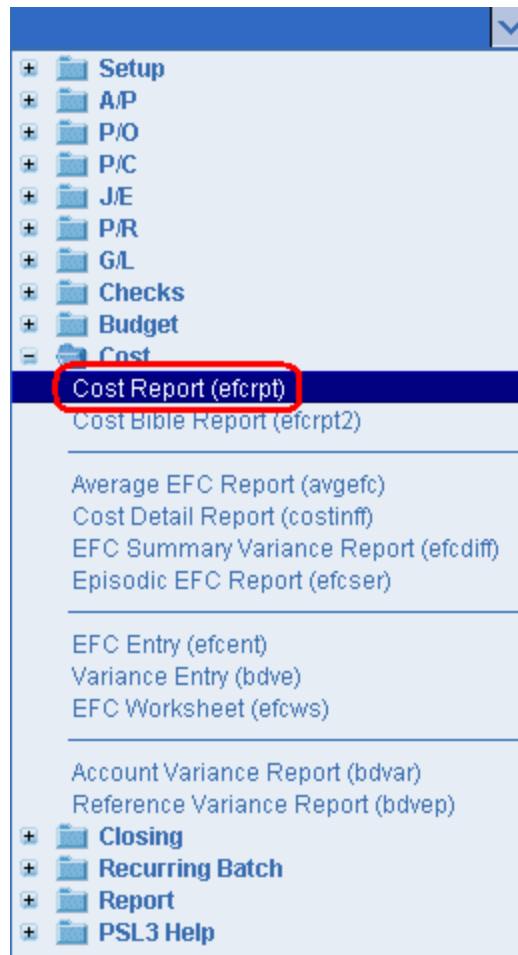 Setup
A/P
P/O
P/C
J/E
P/R
G/L
Checks
Budget
Cost
Cost Report (efcrpt)
Cost Bible Report (efcrpt2)
Average EFC Report (avgefc)
Cost Detail Report (costinff)
EFC Summary Variance Report (efcdiff)
Episodic EFC Report (efcser)
EFC Entry (efcent)
Variance Entry (bdve)
EFC Worksheet (efcws)
Account Variance Report (bdvar)
Reference Variance Report (bdvep)
Closing
Recurring Batch
Report
PSL3 Help